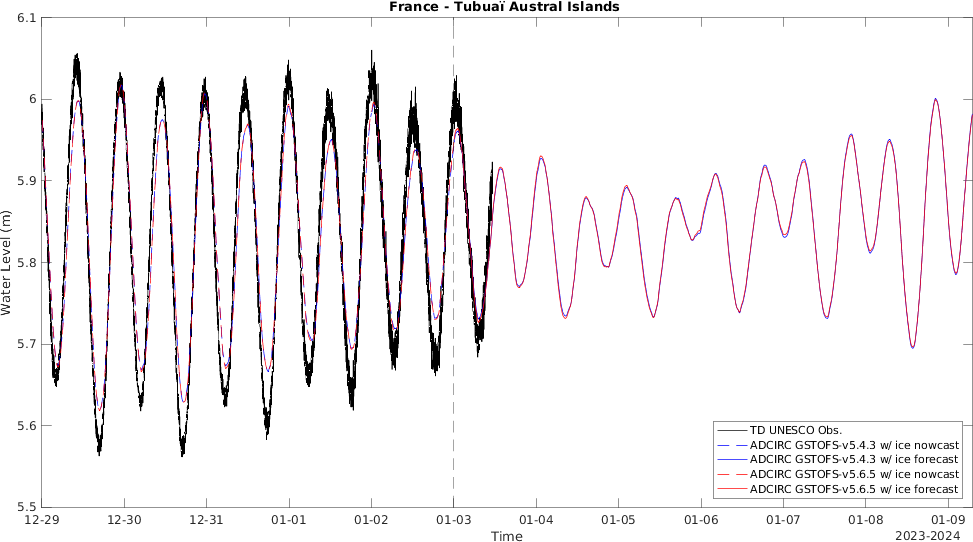 France - Tubuaï Austral Islands
Water Level (m)
6.1
6
5.9
5.8
5.7
5.6
5.5
TD UNESCO Obs.
ADCIRC GSTOFS-v5.4.3 w/ ice nowcast
ADCIRC GSTOFS-v5.4.3 w/ ice forecast
ADCIRC GSTOFS-v5.6.5 w/ ice nowcast
ADCIRC GSTOFS-v5.6.5 w/ ice forecast
12-29 12-30 12-31 01-01 01-02 01-03 01-04 01-05 01-06 01-07 01-08 01-09
Time
2023-2024